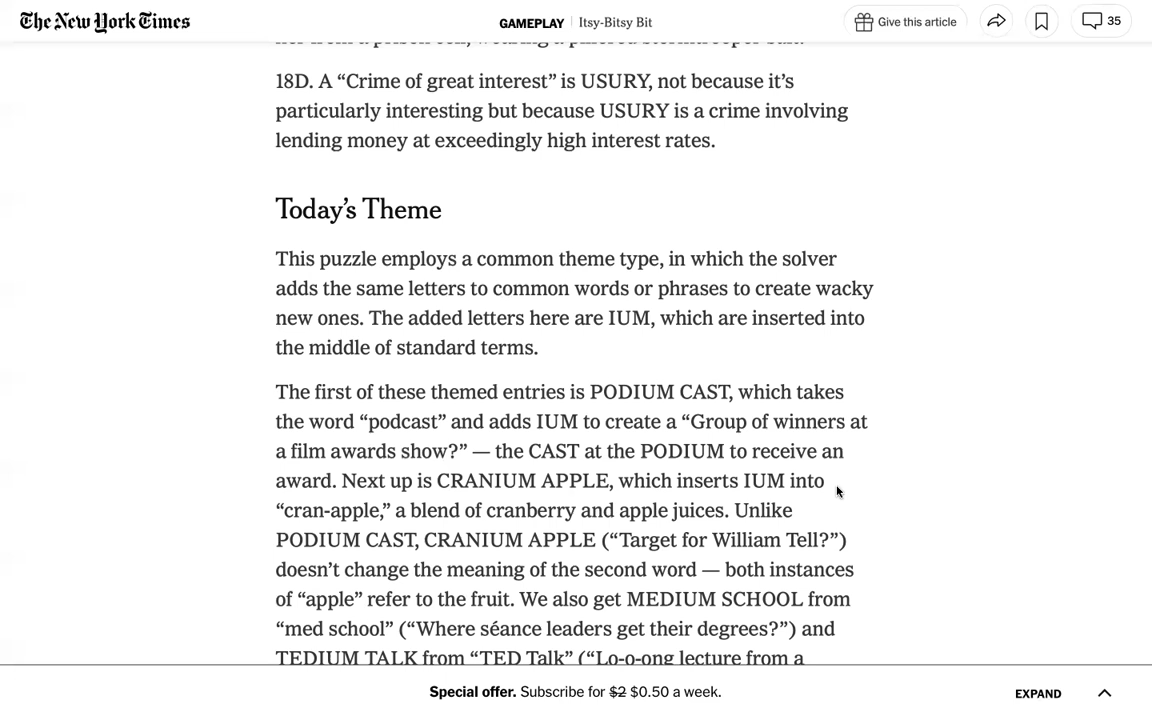 The New York Times
GAMEPLAY | Itsy-Bitsy Bit
Give this article
35
18D. A “Crime of great interest” is USURY, not because it’s
particularly interesting but because USURY is a crime involving
lending money at exceedingly high interest rates.
Today’s Theme
This puzzle employs a common theme type, in which the solver
adds the same letters to common words or phrases to create wacky
new ones. The added letters here are IUM, which are inserted into
the middle of standard terms.
The first of these themed entries is PODIUM CAST, which takes
the word “podcast” and adds IUM to create a “Group of winners at
a film awards show?” — the CAST at the PODIUM to receive an
award. Next up is CRANIUM APPLE, which inserts IUM into
“cran-apple,” a blend of cranberry and apple juices. Unlike
PODIUM CAST, CRANIUM APPLE (“Target for William Tell?”)
doesn’t change the meaning of the second word — both instances
of “apple” refer to the fruit. We also get MEDIUM SCHOOL from
“med school” (“Where séance leaders get their degrees?”) and
TEDIUM TALK from “TED Talk” (“Lo-o-ong lecture from a
Special offer. Subscribe for $2 $0.50 a week.
EXPAND